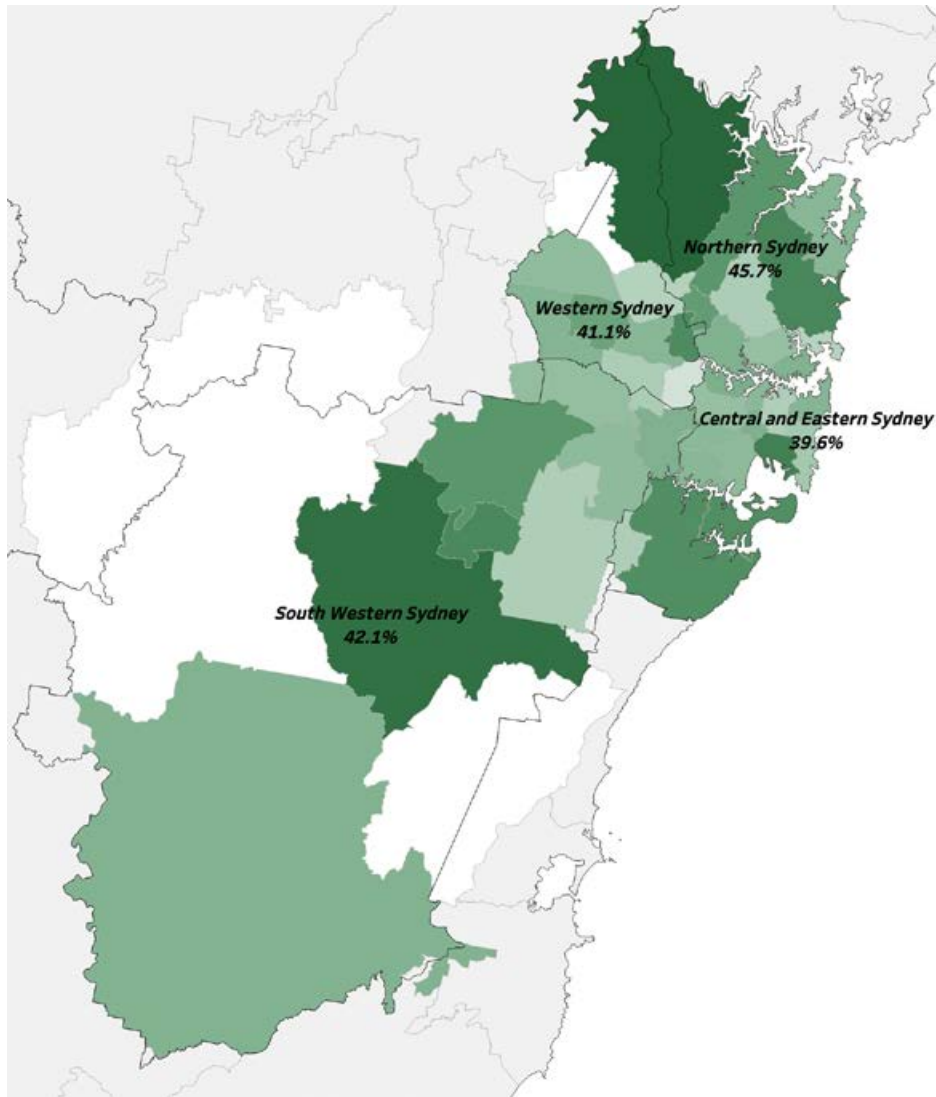 Northern Sydney
45.7%
Western Sydney
41.1%
Central and Eastern Sydney
39.6%
South Western Sydney
42.1%